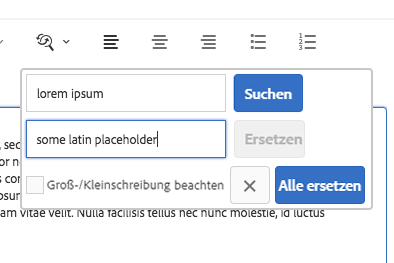 lorem ipsum
Suchen
some latin placeholder
Ersetzen
Groß-/Kleinschreibung beachten
Alle ersetzen
am vitae velit. Nulla facilisis tellus nec nunc molestie, id luctus